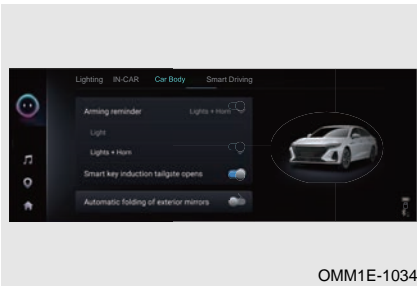 Lighting IN-CAR Car Body Smart Driving
Arming reminder Lights + Horn
Light
Lights + Horn
Smart key induction tailgate opens
Automatic folding of exterior mirrors
OMM1E-1034